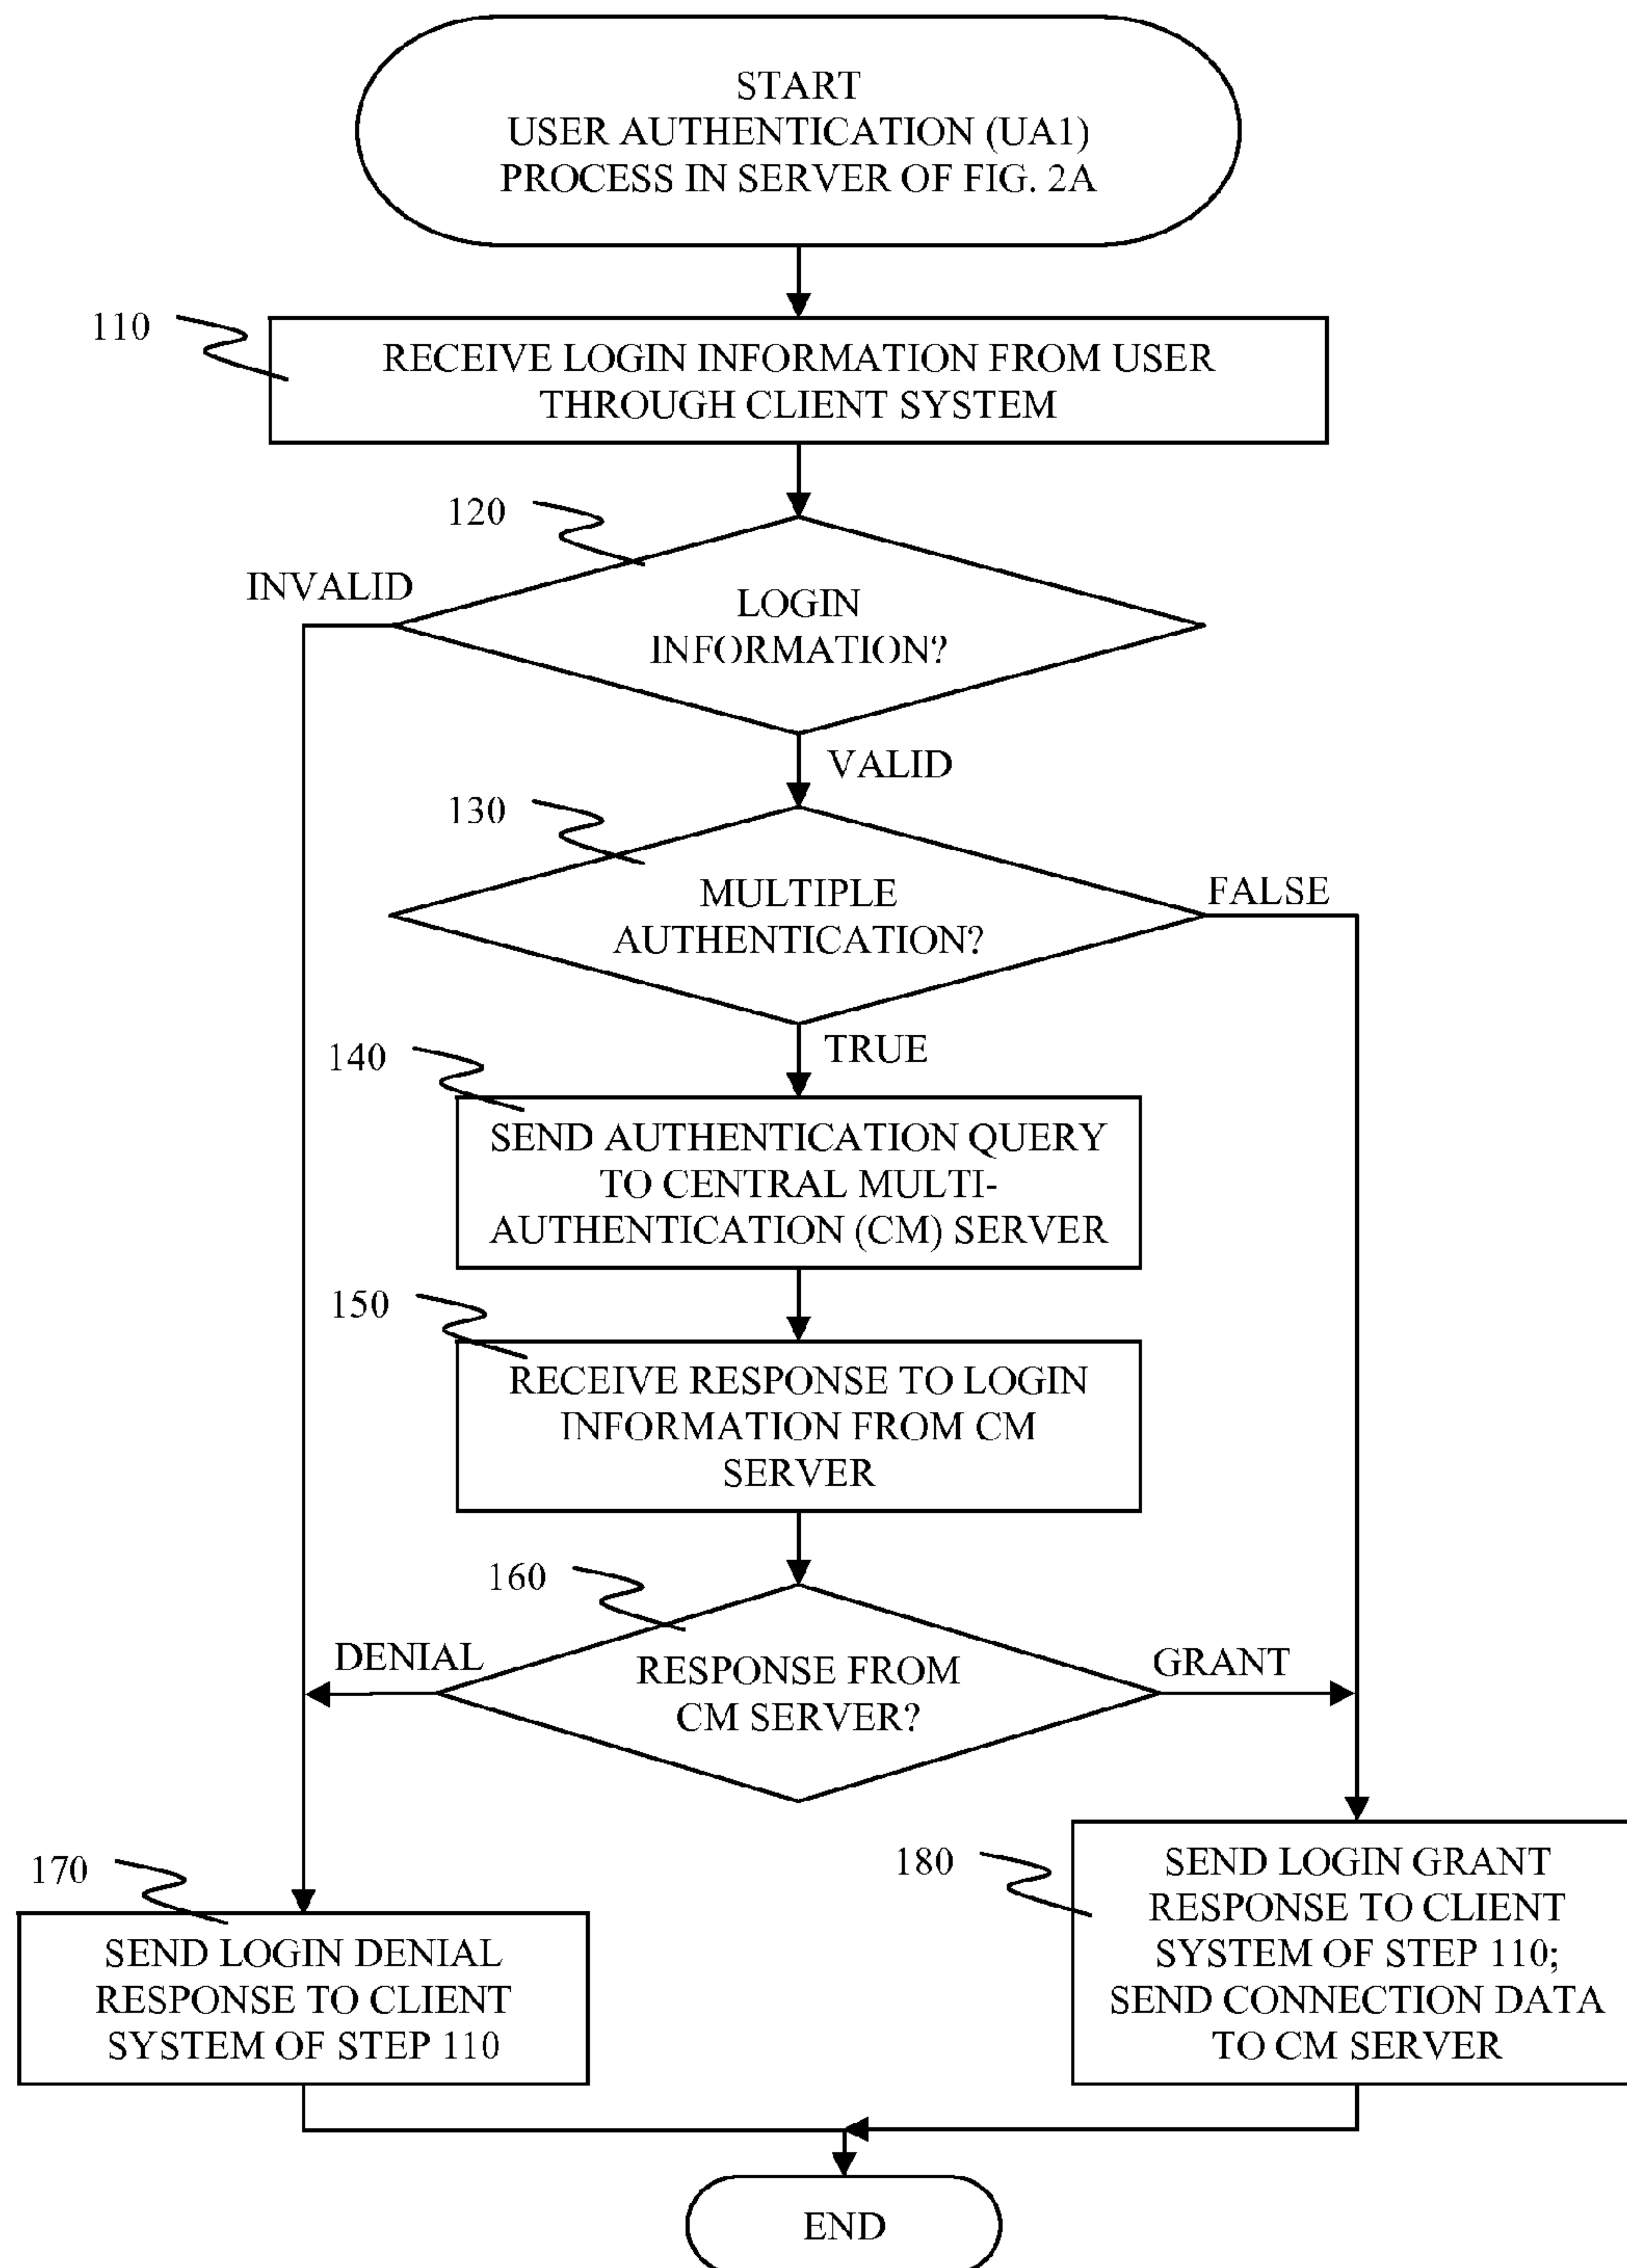 START
USER AUTHENTICATION (UA1)
PROCESS IN SERVER OF FIG. 2A
110
RECEIVE LOGIN INFORMATION FROM USER
THROUGH CLIENT SYSTEM
120
INVALID
LOGIN
INFORMATION?
VALID
130
MULTIPLE
AUTHENTICATION?
FALSE
TRUE
140
SEND AUTHENTICATION QUERY
TO CENTRAL MULTI-
AUTHENTICATION (CM) SERVER
150
RECEIVE RESPONSE TO LOGIN
INFORMATION FROM CM
SERVER
160
DENIAL
RESPONSE FROM
CM SERVER?
GRANT
170
SEND LOGIN DENIAL
RESPONSE TO CLIENT
SYSTEM OF STEP 110
180
SEND LOGIN GRANT
RESPONSE TO CLIENT
SYSTEM OF STEP 110;
SEND CONNECTION DATA
TO CM SERVER
END